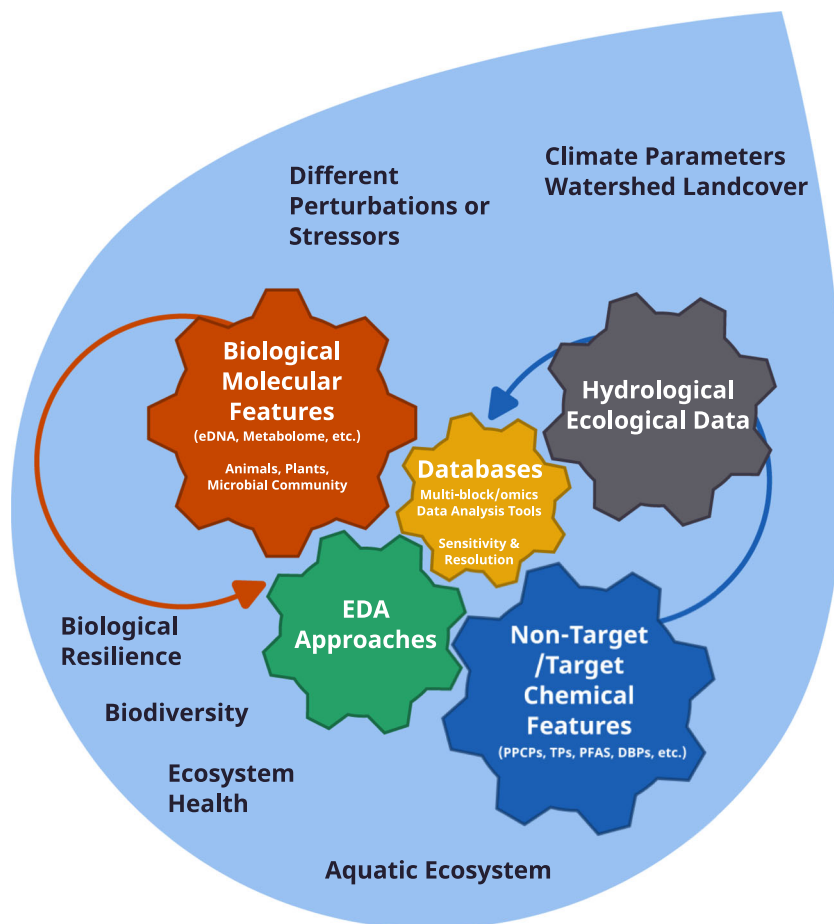 Climate Parameters
Watershed Landcover
Different
Perturbations or
Stressors
Biological
Molecular
Features
(eDNA, Metabolome, etc.)
Animals, Plants,
Microbial Community
Hydrological
Ecological Data
Databases
Multi-block/omics
Data Analysis Tools
Sensitivity &
Resolution
EDA
Approaches
Non-Target
/Target
Chemical
Features
(PPCPs, TPs, PFAS, DBPs, etc.)
Biological
Resilience
Biodiversity
Ecosystem
Health
Aquatic Ecosystem